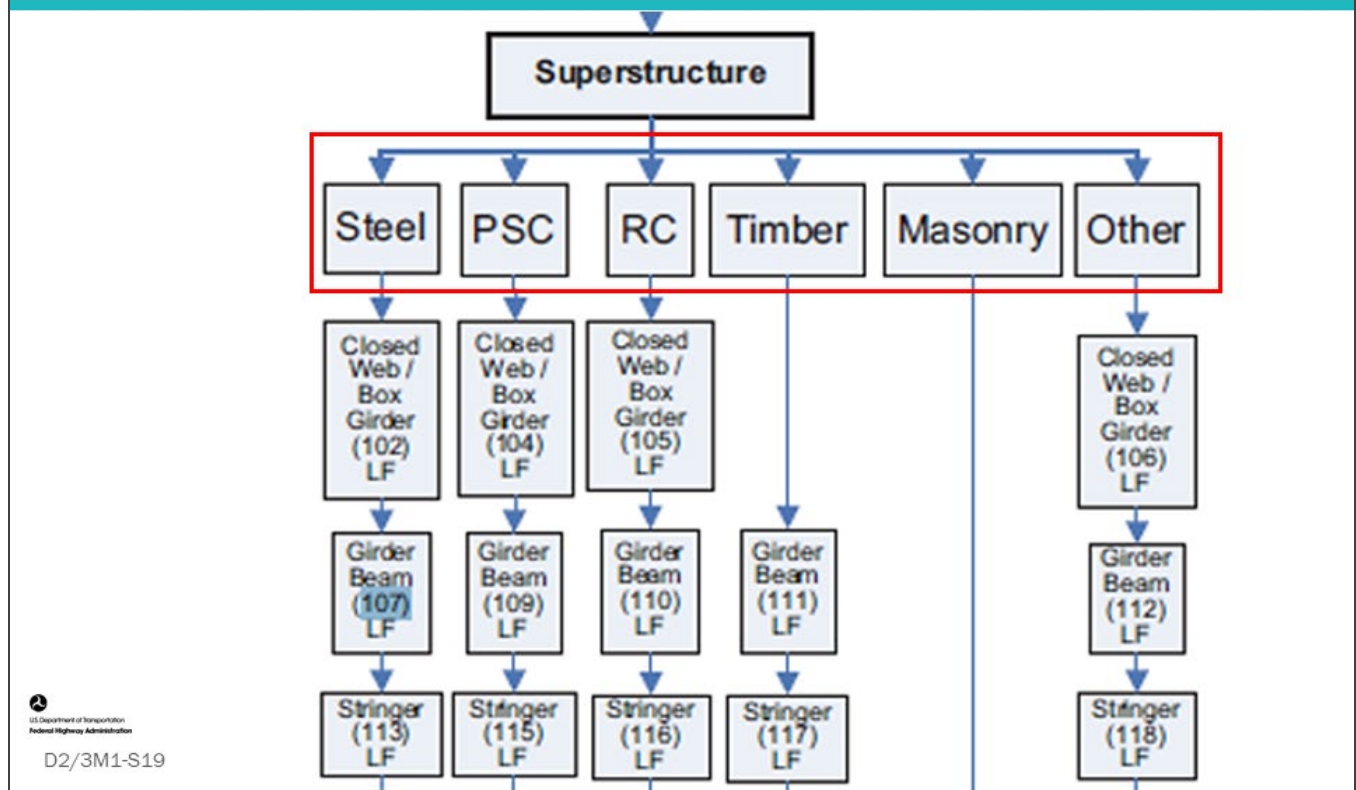 Superstructure
Steel
PSC
RC
Timber
Masonry
Other
Closed
Web /
Box
Girder
(102)
LF
Closed
Web /
Box
Girder
(104)
LF
Closed
Web /
Box
Girder
(105)
LF
Closed
Web /
Box
Girder
(106)
LF
Girder
Beam
(107)
LF
Girder
Beam
(109)
LF
Girder
Beam
(110)
LF
Girder
Beam
(111)
LF
Girder
Beam
(112)
LF
Stringer
(113)
LF
Stringer
(115)
LF
Stringer
(116)
LF
Stringer
(117)
LF
Stringer
(118)
LF
U.S. Department of Transportation
Federal Highway Administration
D2/3M1-S19